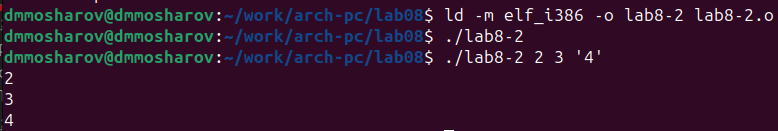 dmmosharov@dmmosharov:~/work/arch-pc/lab08$ ld -m elf_i386 -o lab8-2 lab8-2.o
dmmosharov@dmmosharov:~/work/arch-pc/lab08$ ./lab8-2
dmmosharov@dmmosharov:~/work/arch-pc/lab08$ ./lab8-2 2 3 '4'
2
3
4